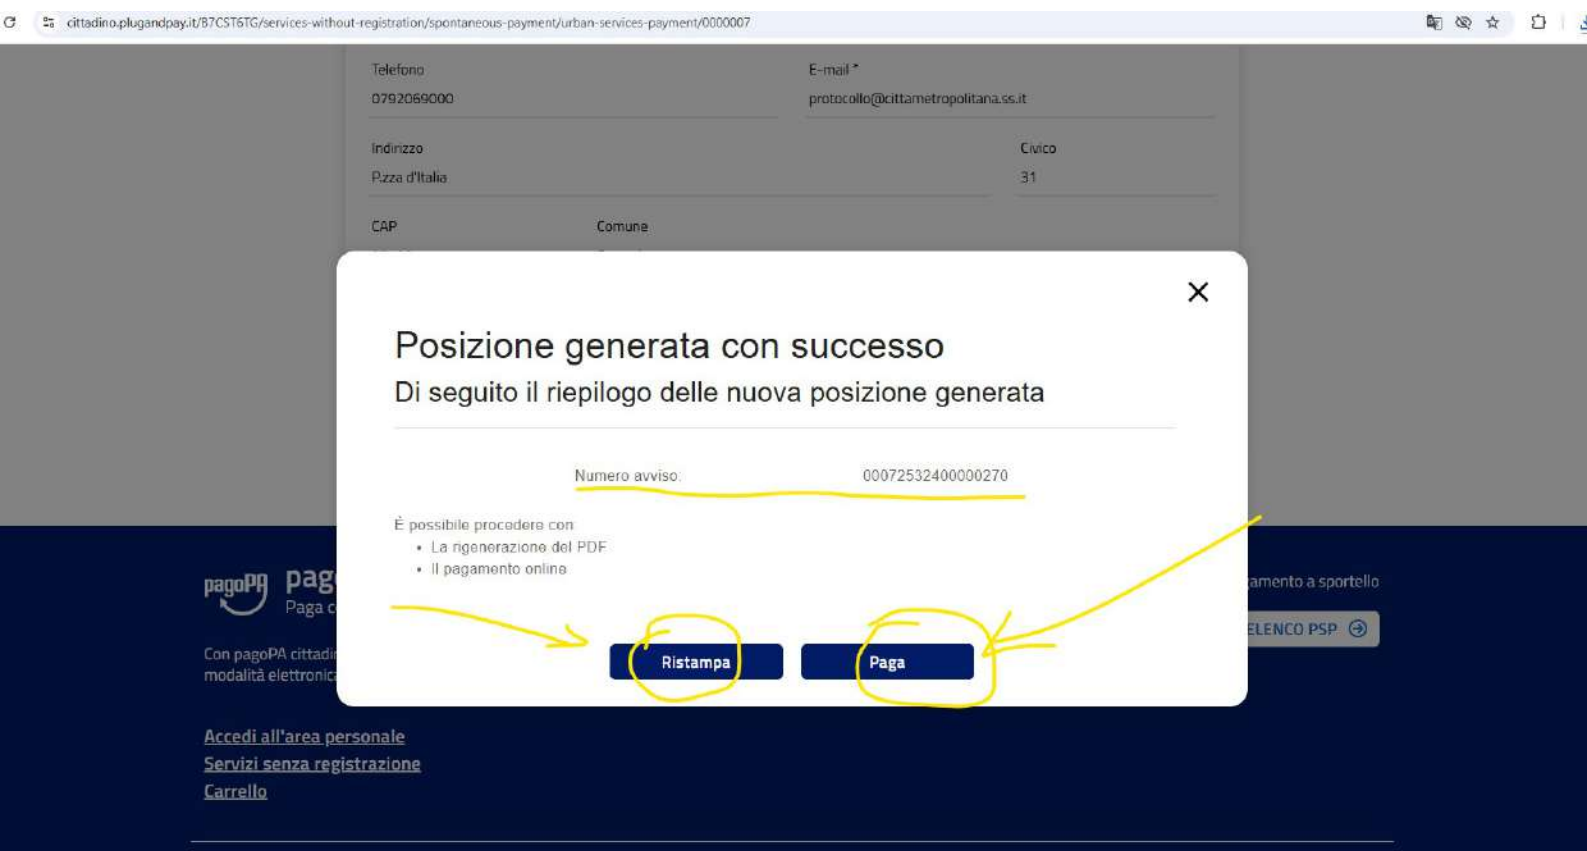 cittadino.plugandpay.it/B7CST6TG/services-without-registration/spontaneous-payment/urban-services-payment/0000007
Telefono
E-mail *
0792069000
protocollo@cittametropolitana.ss.it
Indirizzo
Civico
P.zza d'Italia
31
CAP
Comune
Posizione generata con successo
Di seguito il riepilogo delle nuova posizione generata
Numero avviso:
00072532400000270
È possibile procedere con
• La rigenerazione del PDF
• Il pagamento online
Ristampa
Paga
pagoPA
Paga
Con pagoPA
modalità
amento a sportello
ELENCO PSP
Accedi all'area personale
Servizi senza registrazione
Carrello